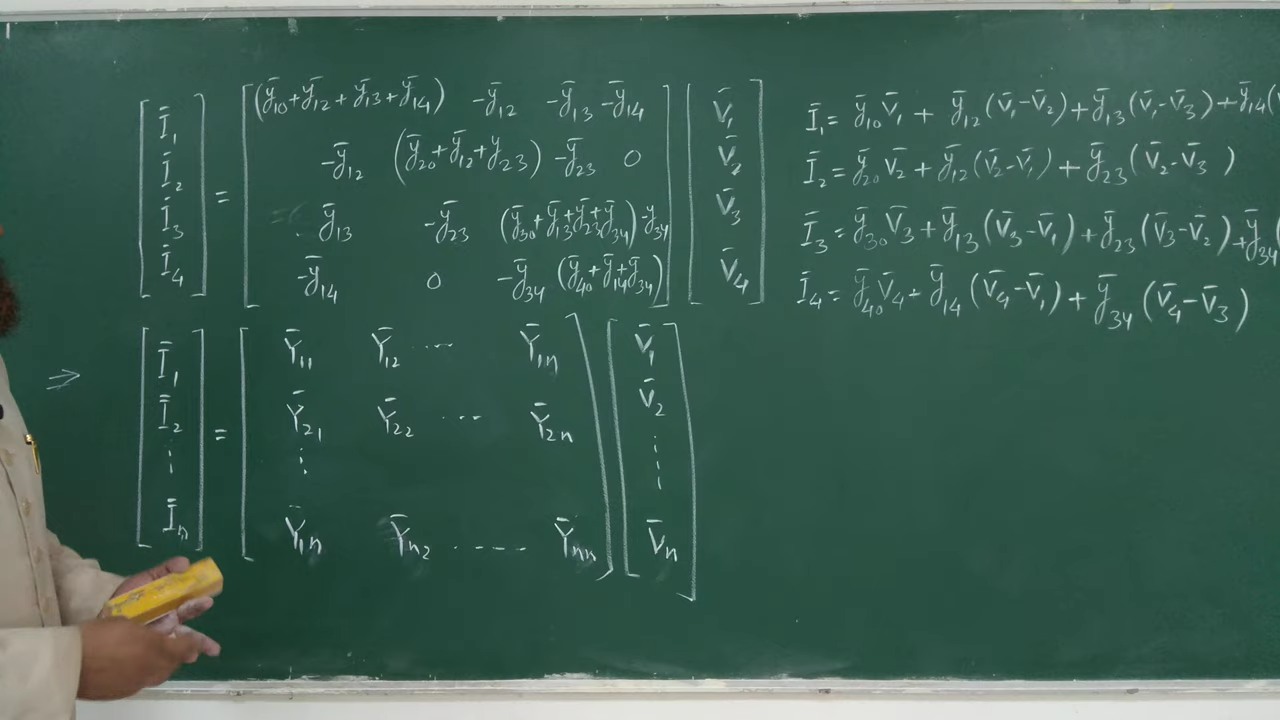 [Ī₁ Ī₂ Ī₃ Ī₄] = [(ȳ₁₀+ȳ₁₂+ȳ₁₃+ȳ₁₄) -ȳ₁₂ -ȳ₁₃ -ȳ₁₄] [V̄₁ V̄₂ V̄₃ V̄₄]
-ȳ₁₂ (ȳ₂₀+ȳ₁₂+y₂₃) -ȳ₂₃ 0
ȳ₁₃ -ȳ₂₃ (ȳ₃₀+ȳ₁₃+ȳ₂₃+ȳ₃₄) -y₃₄
-ȳ₁₄ 0 -ȳ₃₄ (ȳ₄₀+ȳ₁₄+ȳ₃₄)
Ī₁= ȳ₁₀V̄₁ + ȳ₁₂(V̄₁-V̄₂)+ȳ₁₃(V̄₁-V̄₃)+ȳ₁₄(
Ī₂= ȳ₂₀V̄₂ + ȳ₁₂(V̄₂-V̄₁) + ȳ₂₃(V̄₂-V̄₃)
Ī₃= ȳ₃₀V̄₃+ȳ₁₃(V̄₃-V̄₁)+ȳ₂₃(V̄₃-V̄₂)+ȳ₃₄(
Ī₄= ȳ₄₀V̄₄+ȳ₁₄(V̄₄-V̄₁)+ȳ₃₄(V̄₄-V̄₃)
⇒ [Ī₁ Ī₂ ⋮ Īₙ] = [Ȳ₁₁ Ȳ₁₂ ... Ȳ₁ₙ] [V̄₁ V̄₂ ⋮ V̄ₙ]
Ȳ₂₁ Ȳ₂₂ ... Ȳ₂ₙ
⋮
Ȳ₁ₙ Ȳₙ₂ ..... Ȳₙₙ